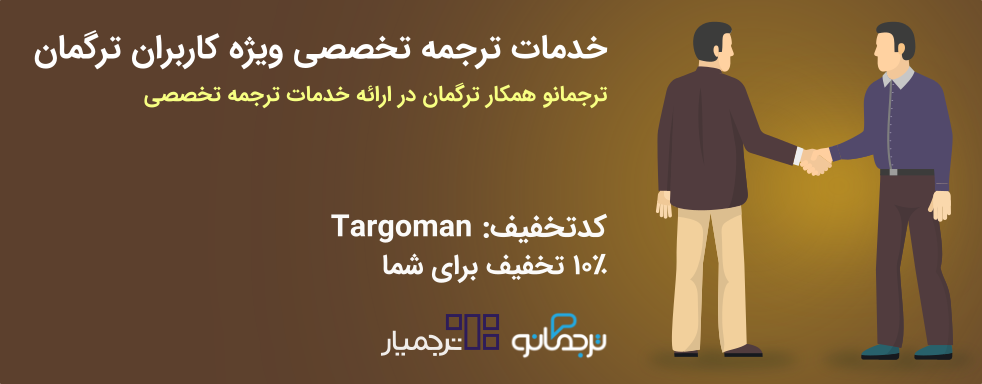 خدمات ترجمه تخصصی ویژه کاربران ترگمان
ترجمانو همکار ترگمان در ارائه خدمات ترجمه تخصصی
کدتخفیف: Targoman
۱۰٪ تخفیف برای شما
ترجمانو ترجمیار